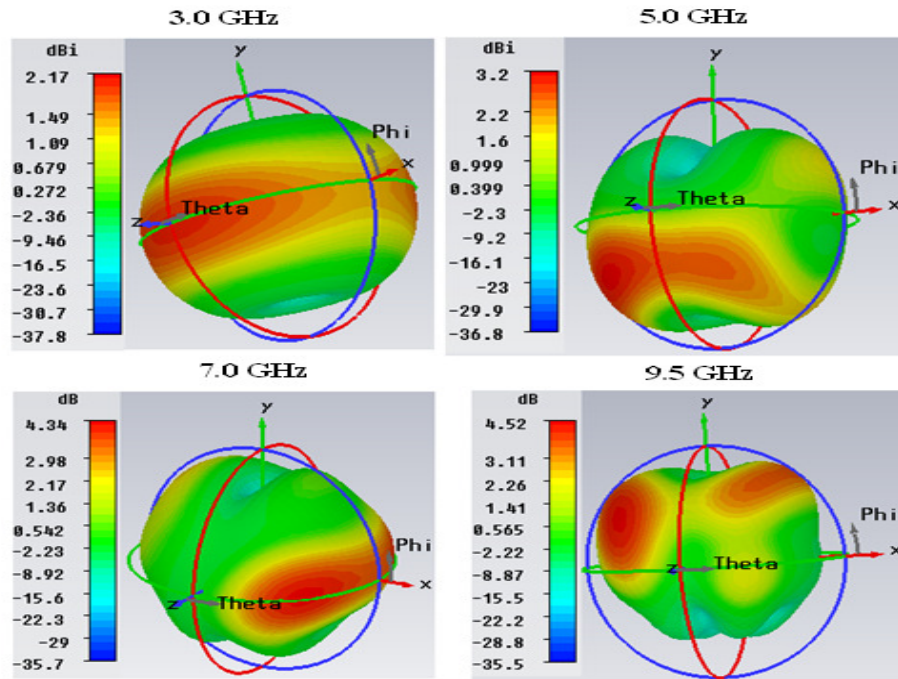 3.0 GHz
dBi
2.17
1.49
1.09
0.679
0.272
-2.36
-9.46
-16.5
-23.6
-30.7
-37.8
y
Phi
x
z
Theta
5.0 GHz
dBi
3.2
2.2
1.6
0.999
0.399
-2.3
-9.2
-16.1
-23
-29.9
-36.8
y
Phi
x
z
Theta
7.0 GHz
dB
4.34
2.98
2.17
1.36
0.542
-2.23
-8.92
-15.6
-22.3
-29
-35.7
y
Phi
x
z
Theta
9.5 GHz
dB
4.52
3.11
2.26
1.41
0.565
-2.22
-8.87
-15.5
-22.2
-28.8
-35.5
y
Phi
x
z
Theta